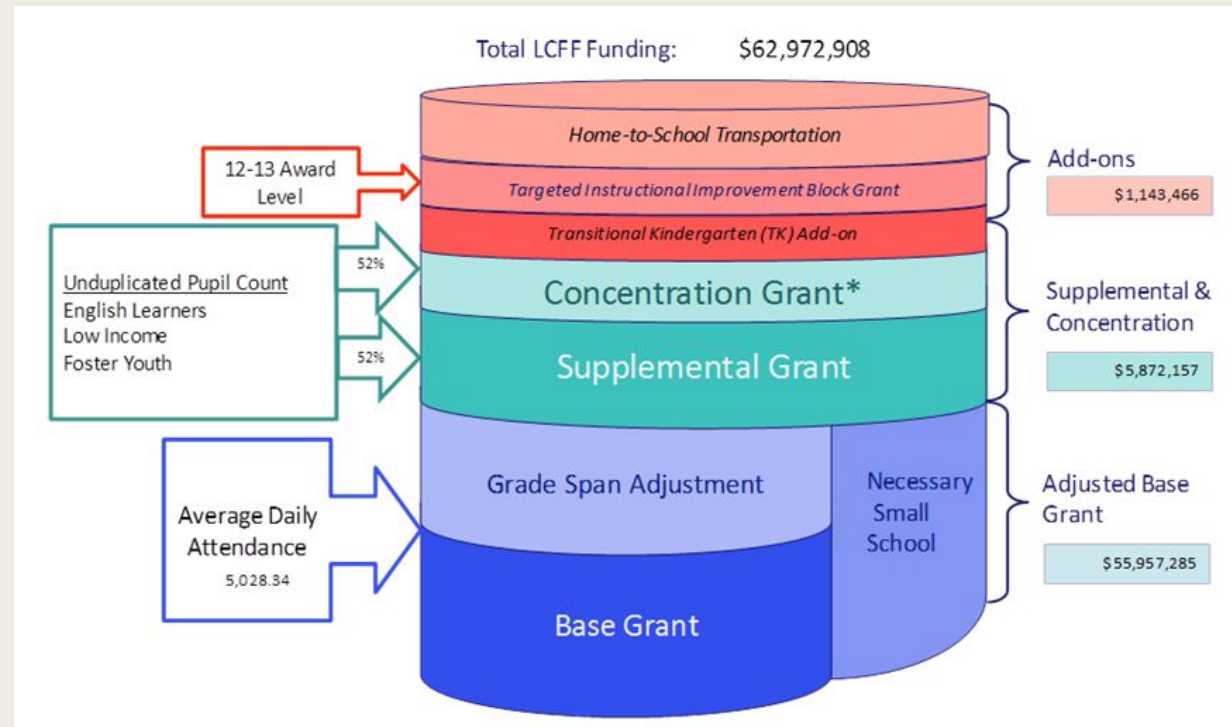 Total LCFF Funding: $62,972,908
Home-to-School Transportation
12-13 Award
Level
Targeted Instructional Improvement Block Grant
Add-ons
$1,143,466
Transitional Kindergarten (TK) Add-on
Unduplicated Pupil Count
English Learners
Low Income
Foster Youth
52%
52%
Concentration Grant*
Supplemental Grant
Supplemental &
Concentration
$5,872,157
Average Daily
Attendance
5,028.34
Grade Span Adjustment
Necessary
Small
School
Base Grant
Adjusted Base
Grant
$55,957,285